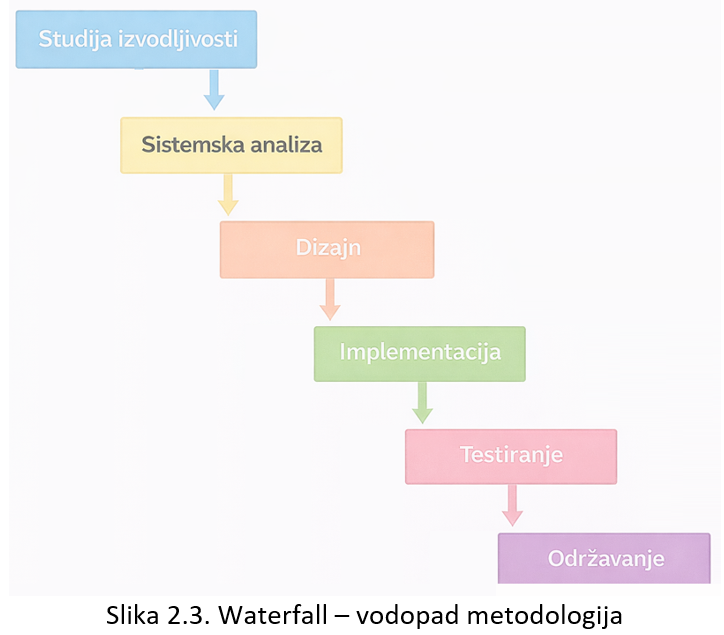 Studija izvodljivosti
Sistemska analiza
Dizajn
Implementacija
Testiranje
Održavanje
Slika 2.3. Waterfall – vodopad metodologija